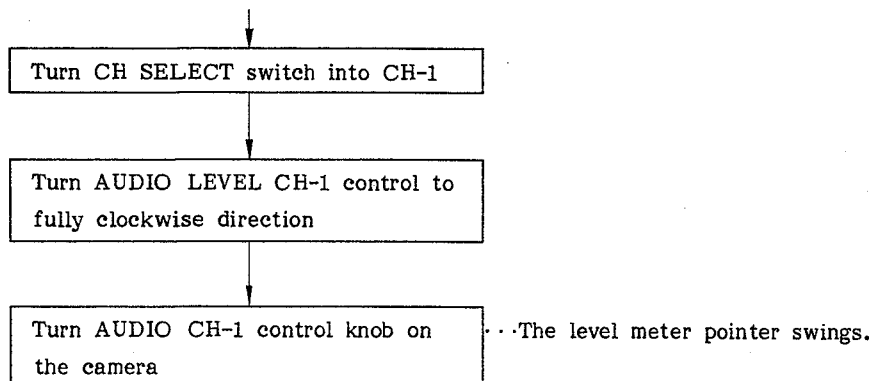 Turn CH SELECT switch into CH-1
Turn AUDIO LEVEL CH-1 control to
fully clockwise direction
Turn AUDIO CH-1 control knob on
the camera
···The level meter pointer swings.